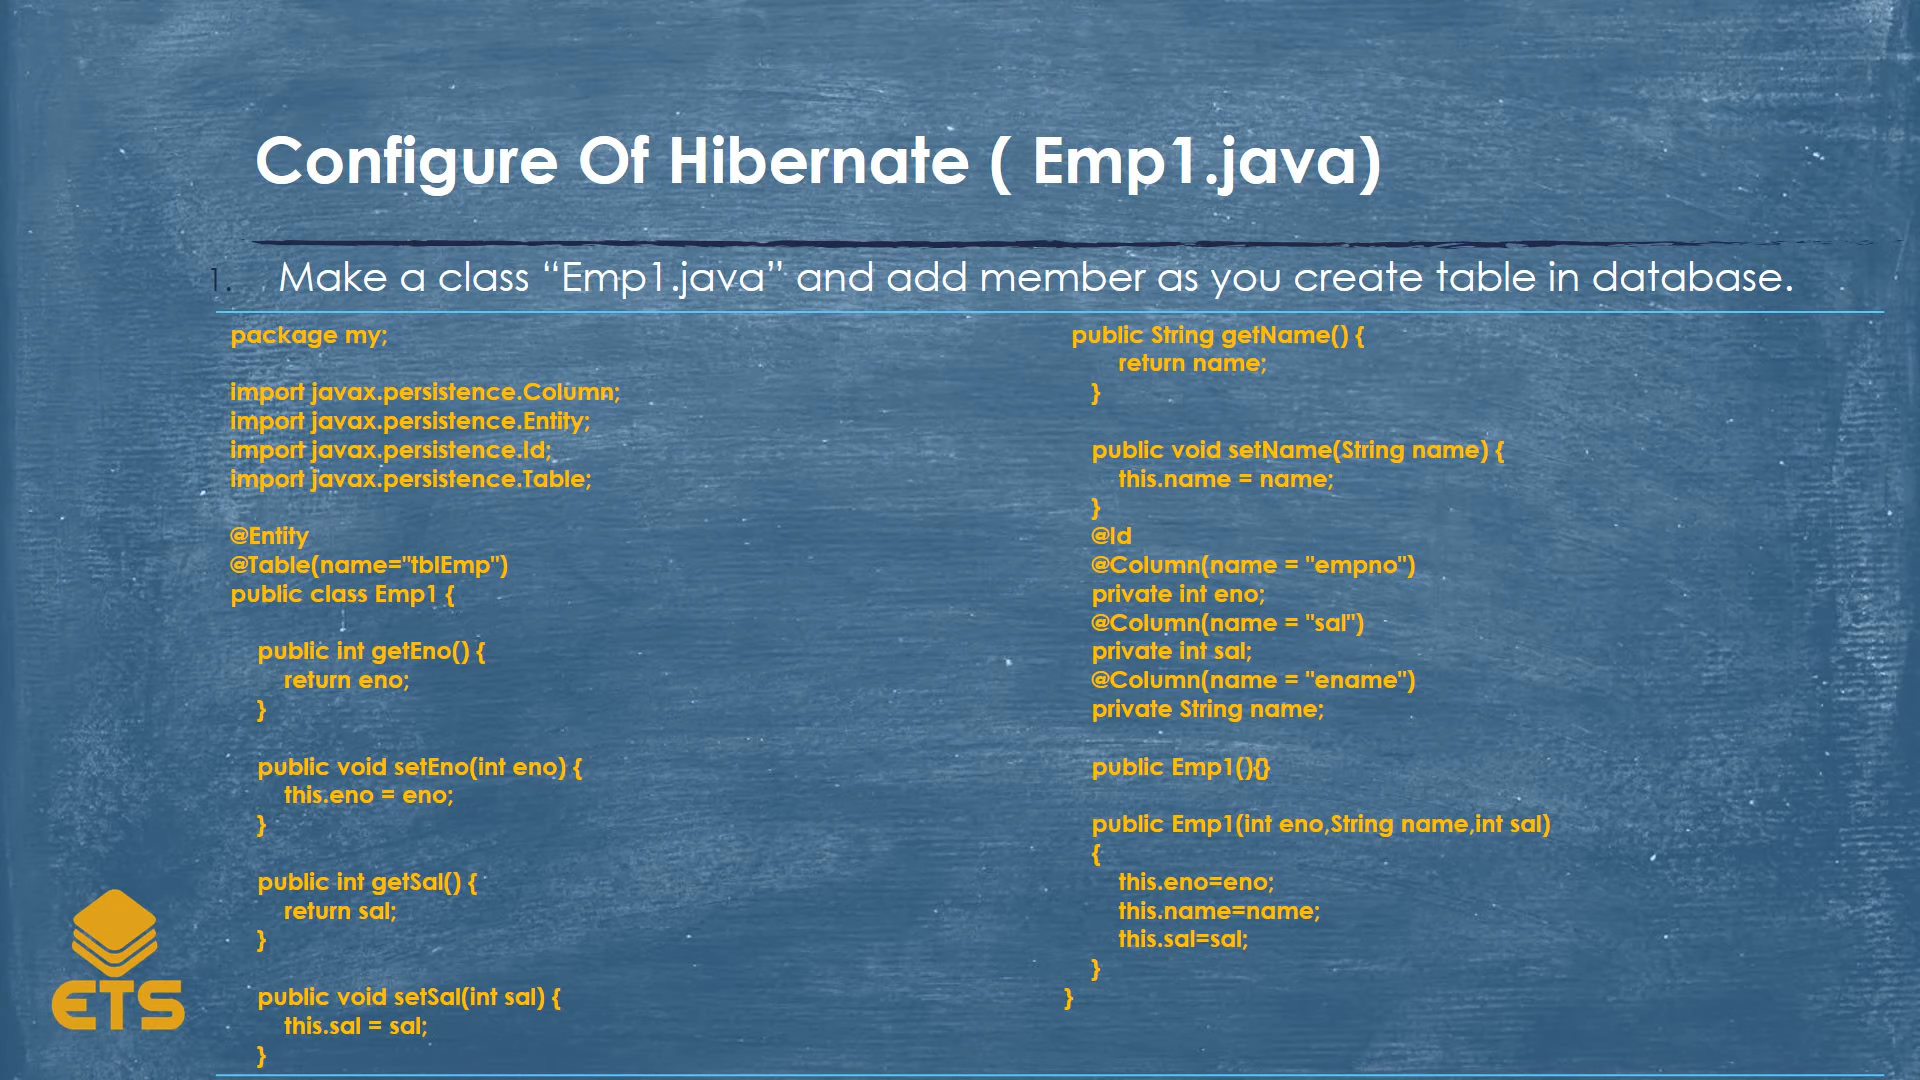 Configure Of Hibernate ( Emp1.java)
1. Make a class “Emp1.java” and add member as you create table in database.
package my;
import javax.persistence.Column;
import javax.persistence.Entity;
import javax.persistence.Id;
import javax.persistence.Table;
@Entity
@Table(name="tblEmp")
public class Emp1 {
public int getEno() {
return eno;
}
public void setEno(int eno) {
this.eno = eno;
}
public int getSal() {
return sal;
}
public void setSal(int sal) {
this.sal = sal;
}
public String getName() {
return name;
}
public void setName(String name) {
this.name = name;
}
@Id
@Column(name = "empno")
private int eno;
@Column(name = "sal")
private int sal;
@Column(name = "ename")
private String name;
public Emp1(){}
public Emp1(int eno,String name,int sal)
{
this.eno=eno;
this.name=name;
this.sal=sal;
}
}
ETS